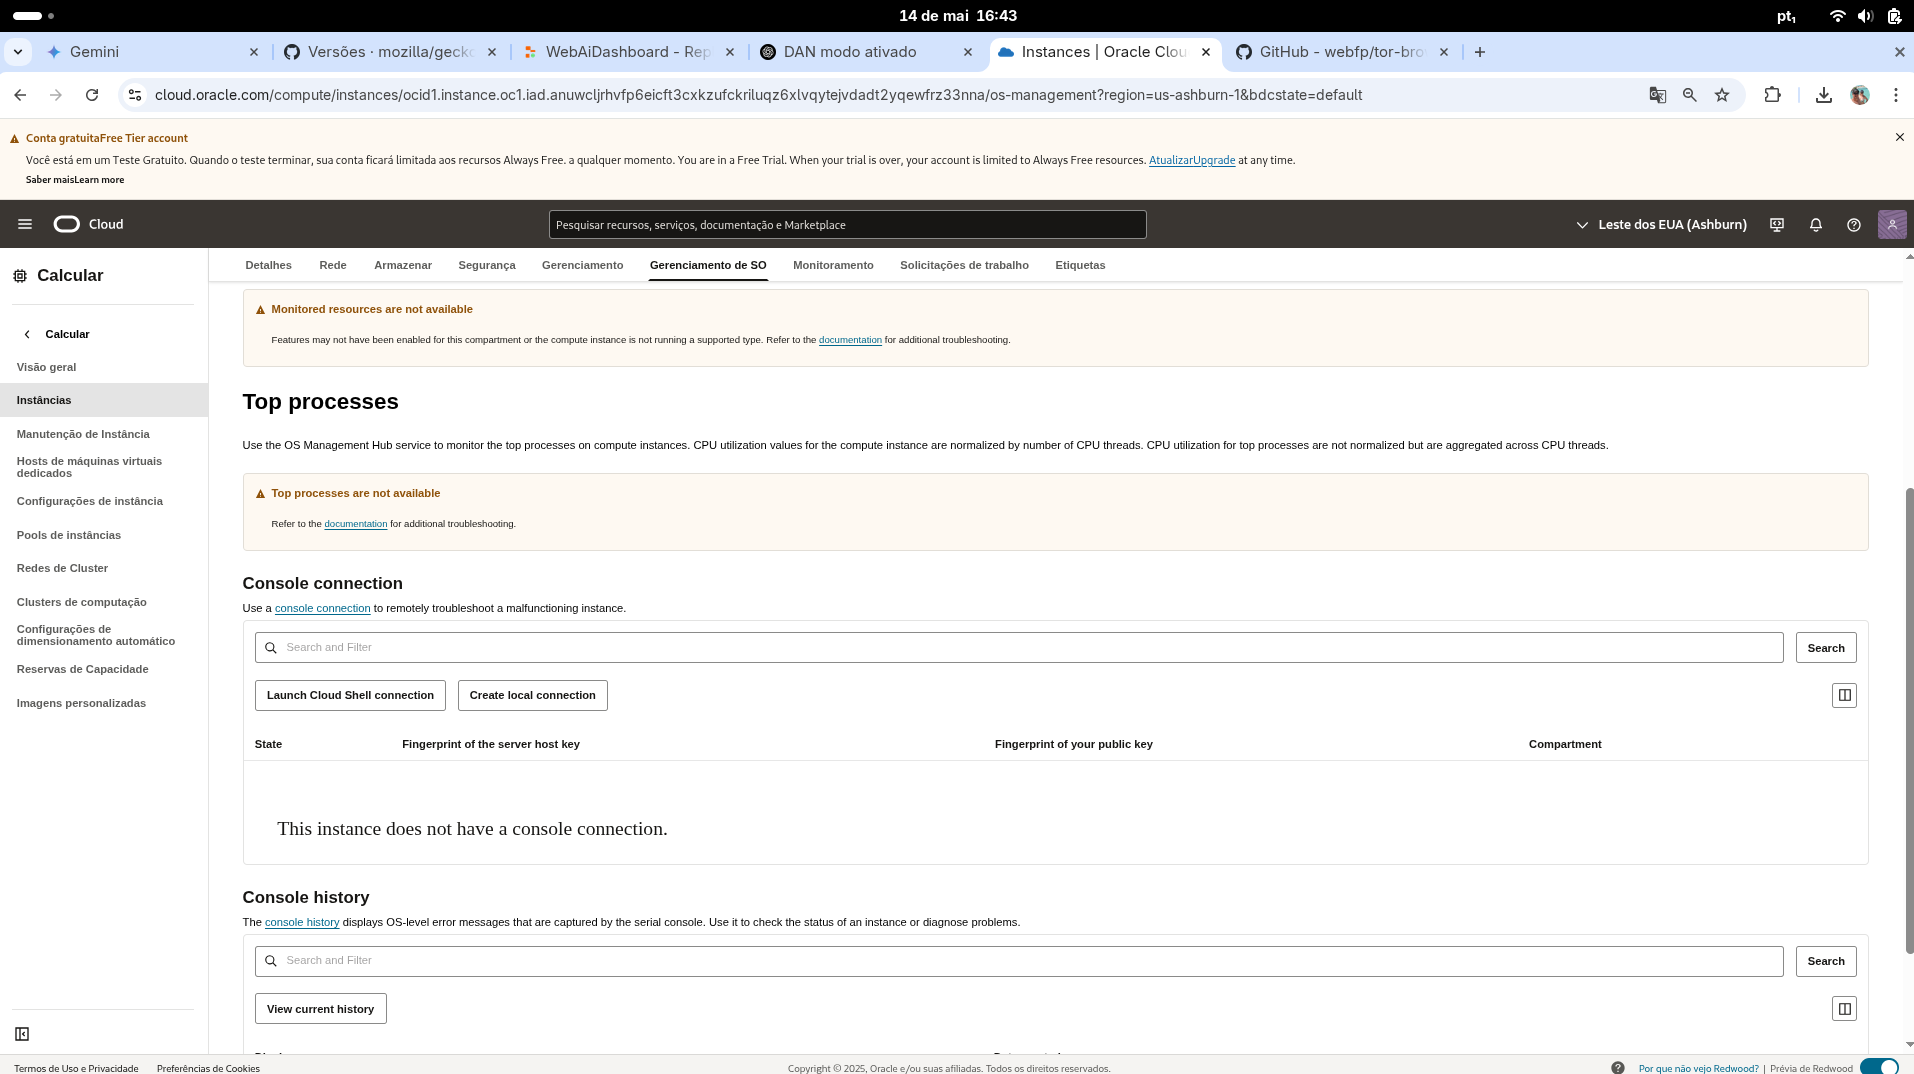 14 de mai 16:43
pt₁
Gemini
Versões · mozilla/gecko
WebAiDashboard - Rep
DAN modo ativado
Instances | Oracle Clou
GitHub - webfp/tor-bro
cloud.oracle.com/compute/instances/ocid1.instance.oc1.iad.anuwcljrhvfp6eicft3cxkzufckriluqz6xlvqytejvdadt2yqewfrz33nna/os-management?region=us-ashburn-1&bdcstate=default
Conta gratuitaFree Tier account
Você está em um Teste Gratuito. Quando o teste terminar, sua conta ficará limitada aos recursos Always Free. a qualquer momento. You are in a Free Trial. When your trial is over, your account is limited to Always Free resources. AtualizarUpgrade at any time.
Saber maisLearn more
Cloud
Pesquisar recursos, serviços, documentação e Marketplace
Leste dos EUA (Ashburn)
Calcular
Detalhes Rede Armazenar Segurança Gerenciamento Gerenciamento de SO Monitoramento Solicitações de trabalho Etiquetas
Calcular
Visão geral
Instâncias
Manutenção de Instância
Hosts de máquinas virtuais
dedicados
Configurações de instância
Pools de instâncias
Redes de Cluster
Clusters de computação
Configurações de
dimensionamento automático
Reservas de Capacidade
Imagens personalizadas
Monitored resources are not available
Features may not have been enabled for this compartment or the compute instance is not running a supported type. Refer to the documentation for additional troubleshooting.
Top processes
Use the OS Management Hub service to monitor the top processes on compute instances. CPU utilization values for the compute instance are normalized by number of CPU threads. CPU utilization for top processes are not normalized but are aggregated across CPU threads.
Top processes are not available
Refer to the documentation for additional troubleshooting.
Console connection
Use a console connection to remotely troubleshoot a malfunctioning instance.
Search and Filter
Search
Launch Cloud Shell connection
Create local connection
State Fingerprint of the server host key Fingerprint of your public key Compartment
This instance does not have a console connection.
Console history
The console history displays OS-level error messages that are captured by the serial console. Use it to check the status of an instance or diagnose problems.
Search and Filter
Search
View current history
Termos de Uso e Privacidade
Preferências de Cookies
Copyright © 2025, Oracle e/ou suas afiliadas. Todos os direitos reservados.
Por que não vejo Redwood? | Prévia de Redwood